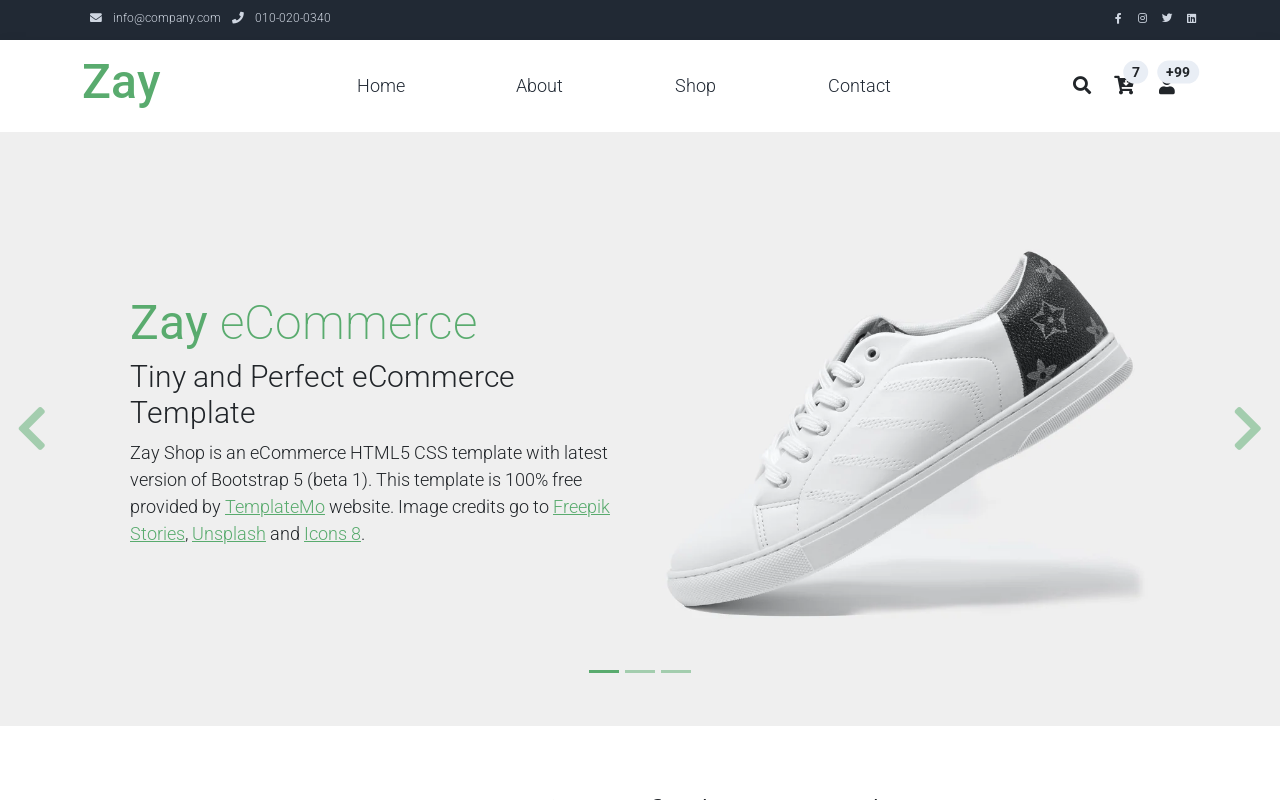 info@company.com 010-020-0340
Zay
Home About Shop Contact
7 +99
Zay eCommerce
Tiny and Perfect eCommerce
Template
Zay Shop is an eCommerce HTML5 CSS template with latest
version of Bootstrap 5 (beta 1). This template is 100% free
provided by TemplateMo website. Image credits go to Freepik
Stories, Unsplash and Icons 8.